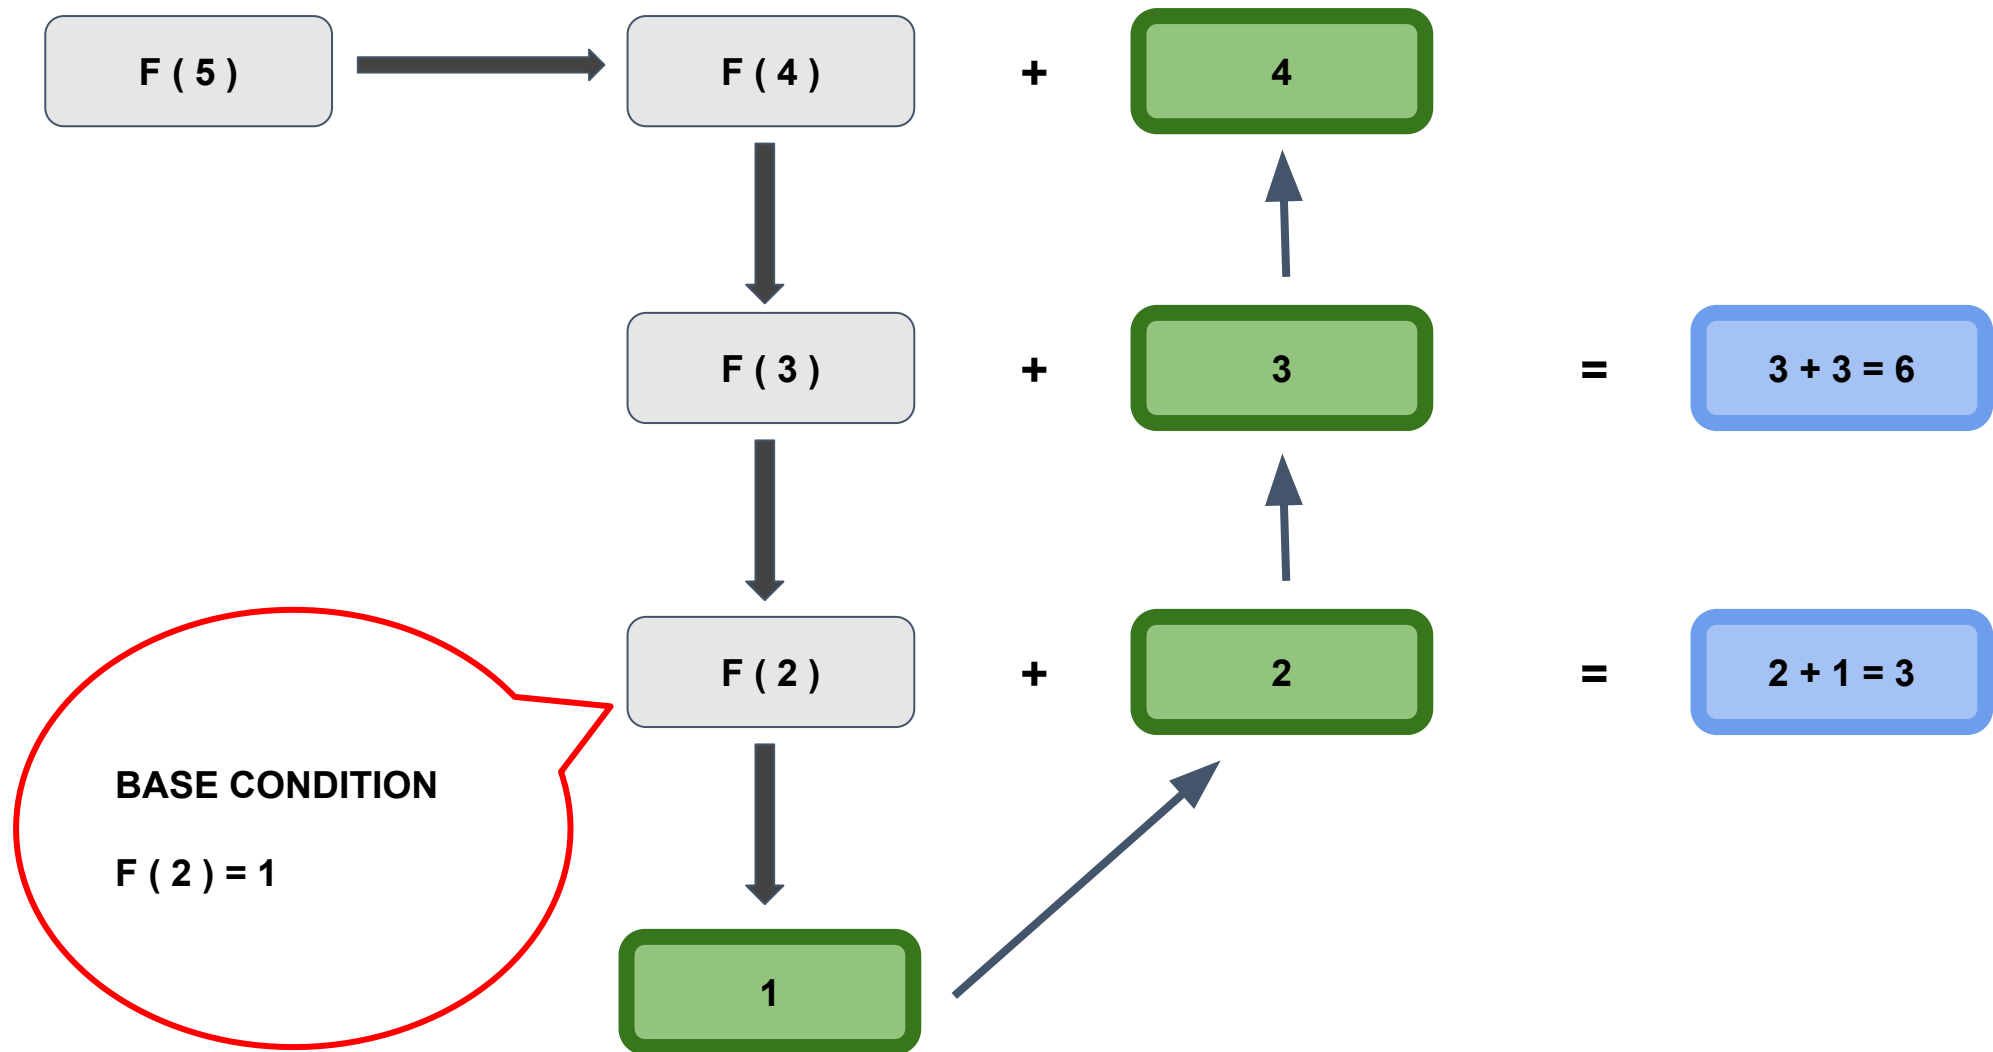 F ( 5 ) F ( 4 ) + 4
F ( 3 ) + 3 = 3 + 3 = 6
F ( 2 ) + 2 = 2 + 1 = 3
BASE CONDITION
F ( 2 ) = 1
1